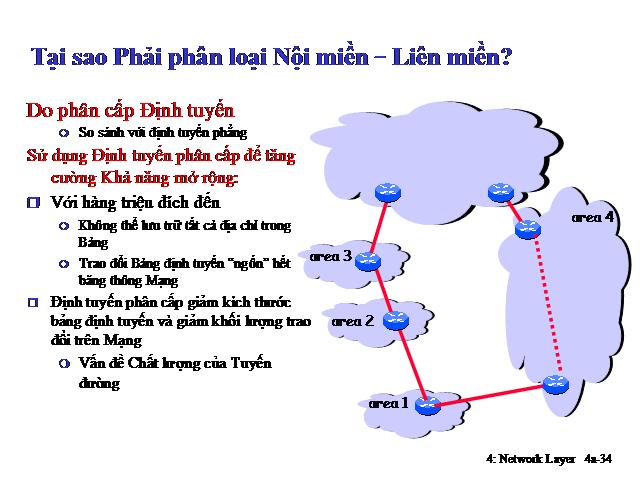 Tại sao Phải phân loại Nội miền – Liên miền?
Do phân cấp Định tuyến
So sánh với định tuyến phẳng
Sử dụng Định tuyến phân cấp để tăng
cường Khả năng mở rộng:
Với hàng triệu đích đến
Không thể lưu trữ tất cả địa chỉ trong
Bảng
Trao đổi Bảng định tuyến "ngốn" hết
băng thông Mạng
Định tuyến phân cấp giảm kích thước
bảng định tuyến và giảm khối lượng trao
đổi trên Mạng
Vấn đề Chất lượng của Tuyến
đường
area 4
area 3
area 2
area 1
4: Network Layer 4a-34